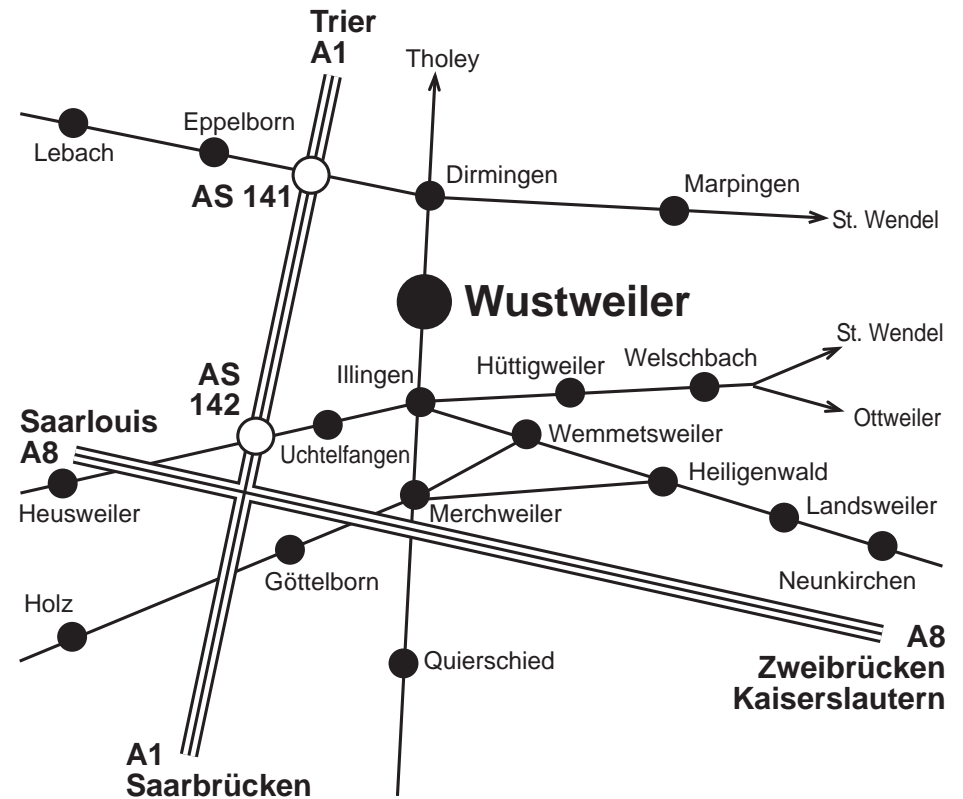 Trier
A1
Tholey
Eppelborn
Lebach
AS 141
Dirmingen
Marpingen
St. Wendel
Wustweiler
St. Wendel
Welschbach
Hüttigweiler
Illingen
AS
142
Ottweiler
Saarlouis
A8
Uchtelfangen
Wemmetsweiler
Heiligenwald
Heusweiler
Merchweiler
Landsweiler
Göttelborn
Neunkirchen
Holz
Quierschied
A8
Zweibrücken
Kaiserslautern
A1
Saarbrücken